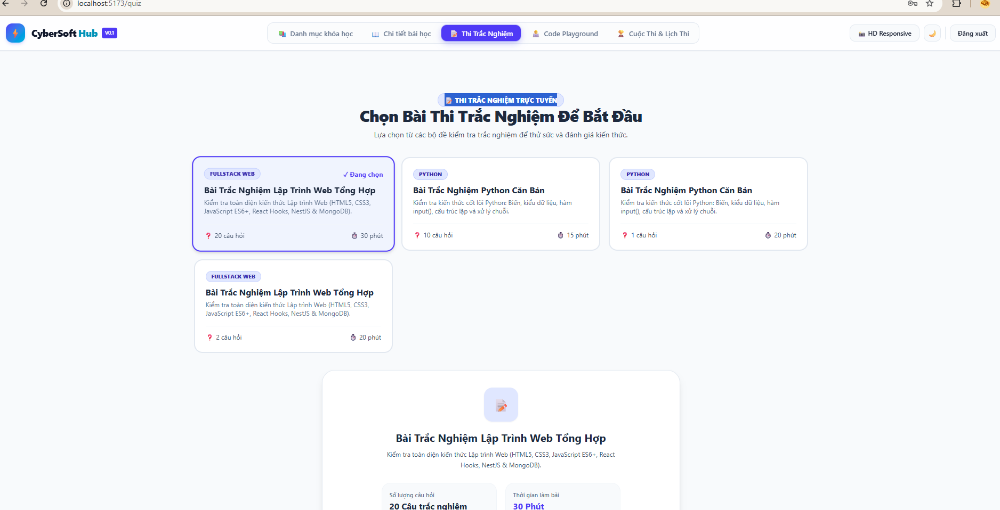 localhost:5173/quiz
CyberSoft Hub V0.1
Danh mục khóa học
Chi tiết bài học
Thi Trắc Nghiệm
Code Playground
Cuộc Thi & Lịch Thi
HD Responsive
Đăng xuất
THI TRẮC NGHIỆM TRỰC TUYẾN
Chọn Bài Thi Trắc Nghiệm Để Bắt Đầu
Lựa chọn từ các bộ đề kiểm tra trắc nghiệm để thử sức và đánh giá kiến thức.
FULLSTACK WEB
✓ Đang chọn
Bài Trắc Nghiệm Lập Trình Web Tổng Hợp
Kiểm tra toàn diện kiến thức Lập trình Web (HTML5, CSS3,
JavaScript ES6+, React Hooks, NestJS & MongoDB).
20 câu hỏi
30 phút
PYTHON
Bài Trắc Nghiệm Python Căn Bản
Kiểm tra kiến thức cốt lõi Python: Biến, kiểu dữ liệu, hàm
input(), cấu trúc lặp và xử lý chuỗi.
10 câu hỏi
15 phút
PYTHON
Bài Trắc Nghiệm Python Căn Bản
Kiểm tra kiến thức cốt lõi Python: Biến, kiểu dữ liệu, hàm
input(), cấu trúc lặp và xử lý chuỗi.
1 câu hỏi
20 phút
FULLSTACK WEB
Bài Trắc Nghiệm Lập Trình Web Tổng Hợp
Kiểm tra toàn diện kiến thức Lập trình Web (HTML5, CSS3,
JavaScript ES6+, React Hooks, NestJS & MongoDB).
2 câu hỏi
20 phút
Bài Trắc Nghiệm Lập Trình Web Tổng Hợp
Kiểm tra toàn diện kiến thức Lập trình Web (HTML5, CSS3, JavaScript ES6+, React
Hooks, NestJS & MongoDB).
Số lượng câu hỏi
20 Câu trắc nghiệm
Thời gian làm bài
30 Phút